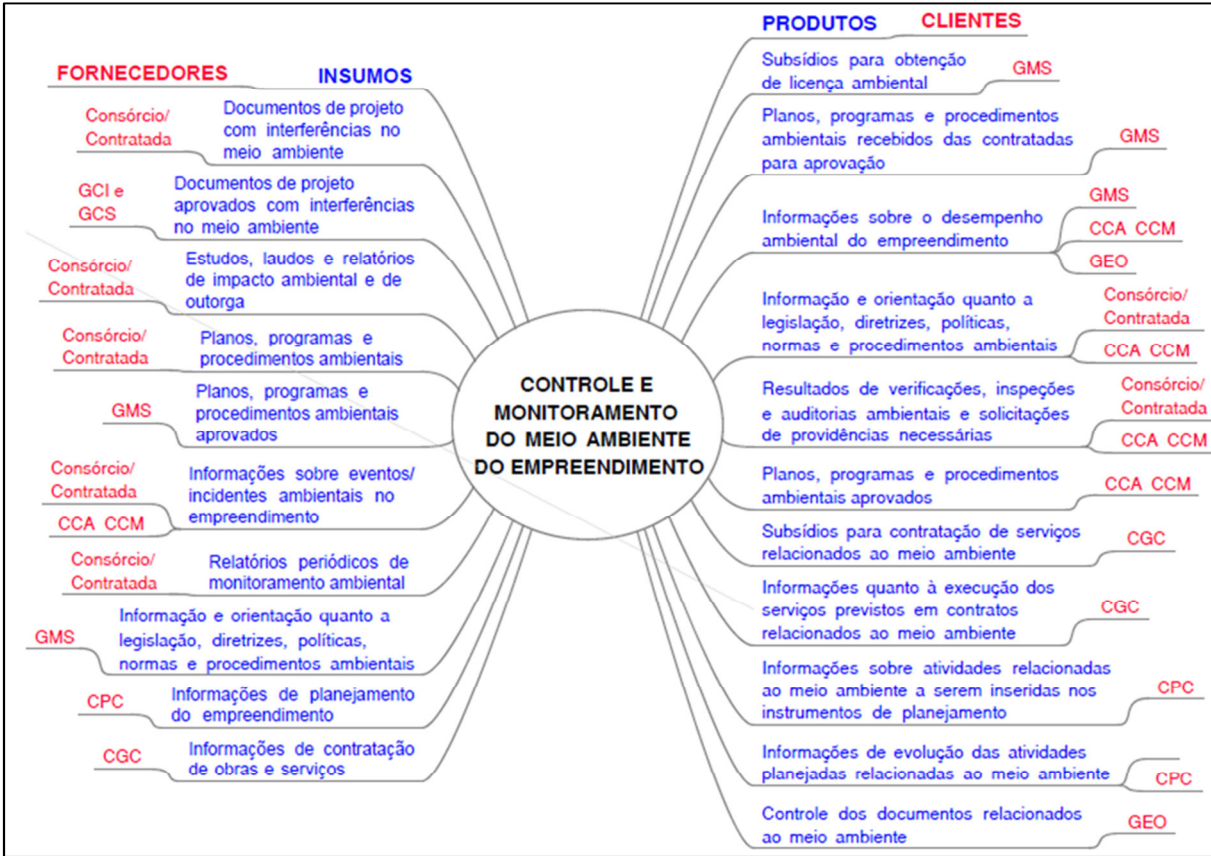 FORNECEDORES INSUMOS
Consórcio/
Contratada
Documentos de projeto
com interferências no
meio ambiente
GCI e
GCS
Documentos de projeto
aprovados com interferências
no meio ambiente
Consórcio/
Contratada
Estudos, laudos e relatórios
de impacto ambiental e de
outorga
Consórcio/
Contratada
Planos, programas e
procedimentos ambientais
GMS
Planos, programas e
procedimentos ambientais
aprovados
Consórcio/
Contratada
CCA CCM
Informações sobre eventos/
incidentes ambientais no
empreendimento
Consórcio/
Contratada
Relatórios periódicos de
monitoramento ambiental
GMS
Informação e orientação quanto a
legislação, diretrizes, políticas,
normas e procedimentos ambientais
CPC
Informações de planejamento
do empreendimento
CGC
Informações de contratação
de obras e serviços
CONTROLE E
MONITORAMENTO
DO MEIO AMBIENTE
DO EMPREENDIMENTO
PRODUTOS CLIENTES
Subsídios para obtenção
de licença ambiental
GMS
Planos, programas e procedimentos
ambientais recebidos das contratadas
para aprovação
GMS
Informações sobre o desempenho
ambiental do empreendimento
GMS
CCA CCM
GEO
Informação e orientação quanto a
legislação, diretrizes, políticas,
normas e procedimentos ambientais
Consórcio/
Contratada
CCA CCM
Resultados de verificações, inspeções
e auditorias ambientais e solicitações
de providências necessárias
Consórcio/
Contratada
CCA CCM
Planos, programas e procedimentos
ambientais aprovados
CCA CCM
Subsídios para contratação de serviços
relacionados ao meio ambiente
CGC
Informações quanto à execução dos
serviços previstos em contratos
relacionados ao meio ambiente
CGC
Informações sobre atividades relacionadas
ao meio ambiente a serem inseridas nos
instrumentos de planejamento
CPC
Informações de evolução das atividades
planejadas relacionadas ao meio ambiente
CPC
Controle dos documentos relacionados
ao meio ambiente
GEO